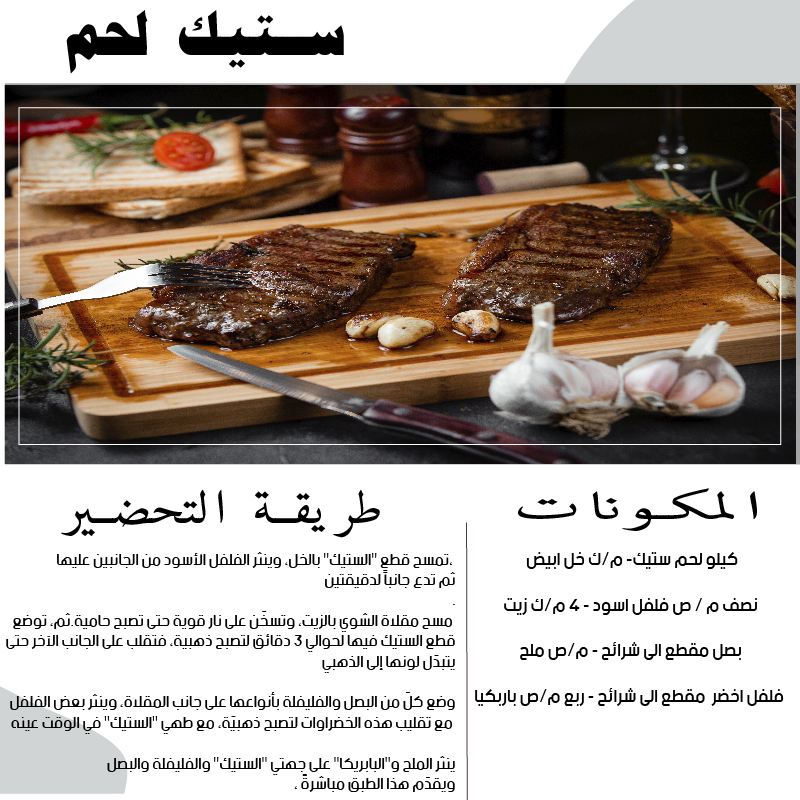 ستيك لحم
المكونات
كيلو لحم ستيك- م/ك خل ابيض
نصف م / ص فلفل اسود - 4 م/ك زيت
بصل مقطع الى شرائح - م/ص ملح
فلفل اخضر مقطع الى شرائح - ربع م/ص باربكيا
طريقة التحضير
،تمسح قطع "الستيك" بالخل، وينثر الفلفل الأسود من الجانبين عليها
ثم تدع جانباً لدقيقتين
.
مسح مقلاة الشوي بالزيت، وتسخّن على نار قوية حتى تصبح حامية.ثم، توضع
قطع الستيك فيها لحوالي 3 دقائق لتصبح ذهبية، فتقلب على الجانب الآخر حتى
يتبدّل لونها إلى الذهبي
وضع كلّ من البصل والفليفلة بأنواعها على جانب المقلاة، وينثر بعض الفلفل
مع تقليب هذه الخضراوات لتصبح ذهبيّة، مع طهي "الستيك" في الوقت عينه
ينثر الملح و"البابريكا" على جهتي "الستيك" والفليفلة والبصل
ويقدّم هذا الطبق مباشرةً ،